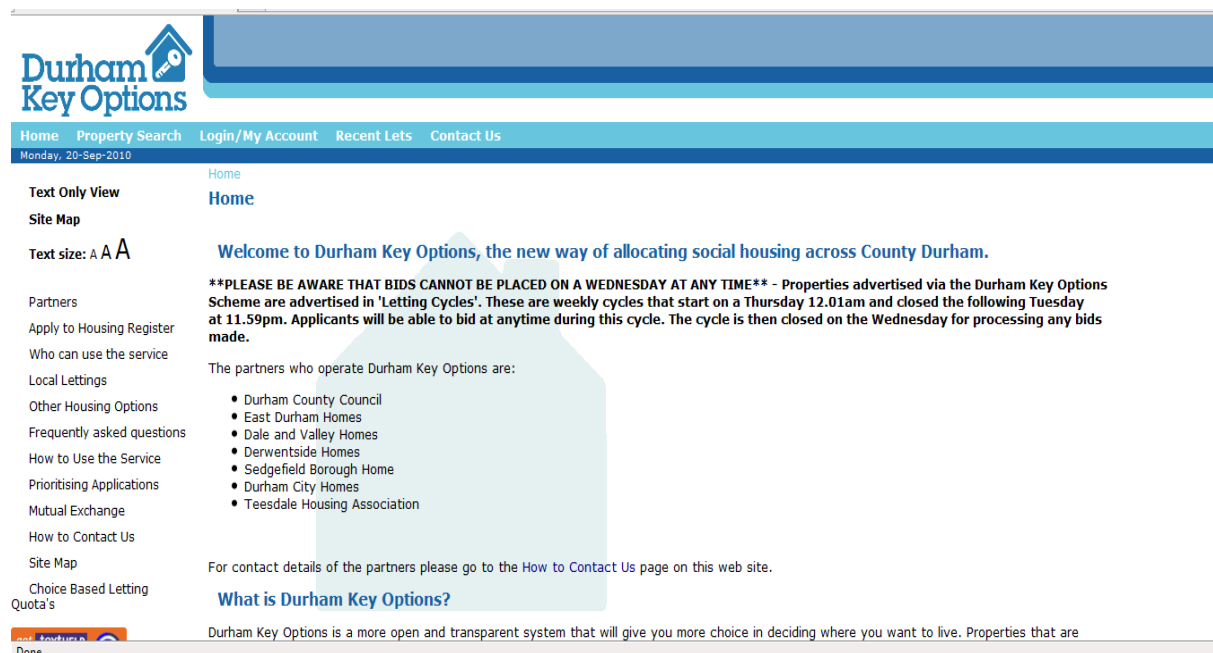 Durham
Key Options
Home Property Search Login/My Account Recent Lets Contact Us
Monday, 20-Sep-2010
Text Only View
Site Map
Text size: A A A
Partners
Apply to Housing Register
Who can use the service
Local Lettings
Other Housing Options
Frequently asked questions
How to Use the Service
Prioritising Applications
Mutual Exchange
How to Contact Us
Site Map
Choice Based Letting
Quota's
Home
Home
Welcome to Durham Key Options, the new way of allocating social housing across County Durham.
**PLEASE BE AWARE THAT BIDS CANNOT BE PLACED ON A WEDNESDAY AT ANY TIME** - Properties advertised via the Durham Key Options
Scheme are advertised in 'Letting Cycles'. These are weekly cycles that start on a Thursday 12.01am and closed the following Tuesday
at 11.59pm. Applicants will be able to bid at anytime during this cycle. The cycle is then closed on the Wednesday for processing any bids
made.
The partners who operate Durham Key Options are:
• Durham County Council
• East Durham Homes
• Dale and Valley Homes
• Derwentside Homes
• Sedgefield Borough Home
• Durham City Homes
• Teesdale Housing Association
For contact details of the partners please go to the How to Contact Us page on this web site.
What is Durham Key Options?
Durham Key Options is a more open and transparent system that will give you more choice in deciding where you want to live. Properties that are
Done